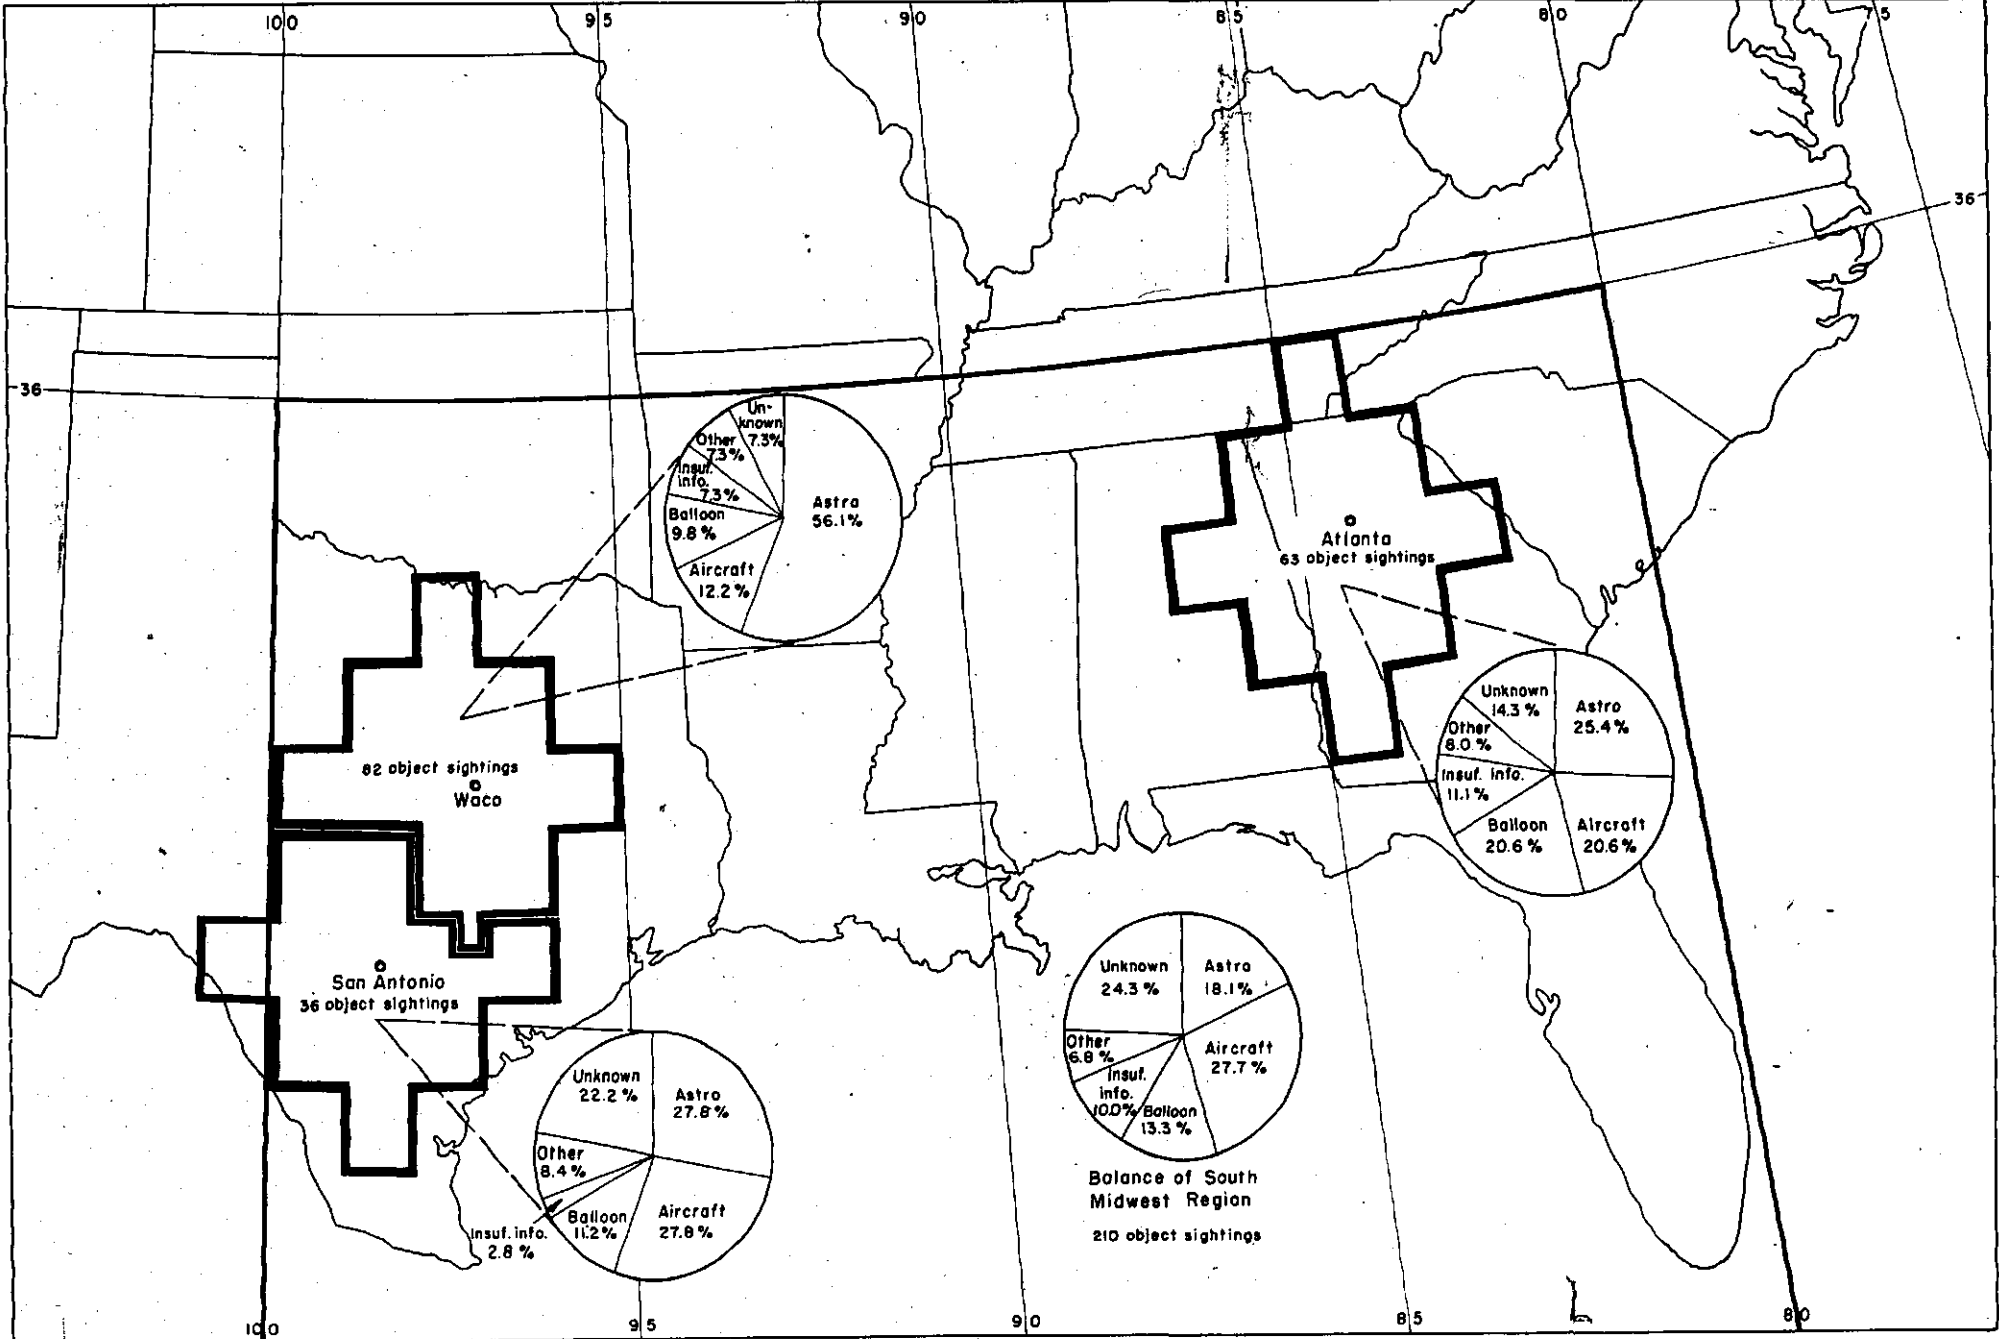 100
95
90
85
80
75
36
36
Un-
known
7.3%
Other
7.3%
Insuf.
info.
7.3%
Balloon
9.8 %
Aircraft
12.2 %
Astra
56.1%
Atlanta
63 object sightings
82 object sightings
Waco
Unknown
14.3 %
Astro
25.4 %
Other
8.0 %
Insuf. info.
11.1 %
Balloon
20.6 %
Aircraft
20.6 %
San Antonio
36 object sightings
Unknown
22.2 %
Astro
27.8 %
Other
8.4 %
Insuf. info.
2.8 %
Balloon
11.2 %
Aircraft
27.8 %
Unknown
24.3 %
Astro
18.1 %
Other
6.8 %
Aircraft
27.7 %
Insuf.
info.
10.0%
Balloon
13.3 %
Balance of South
Midwest Region
210 object sightings
100
95
90
85
80